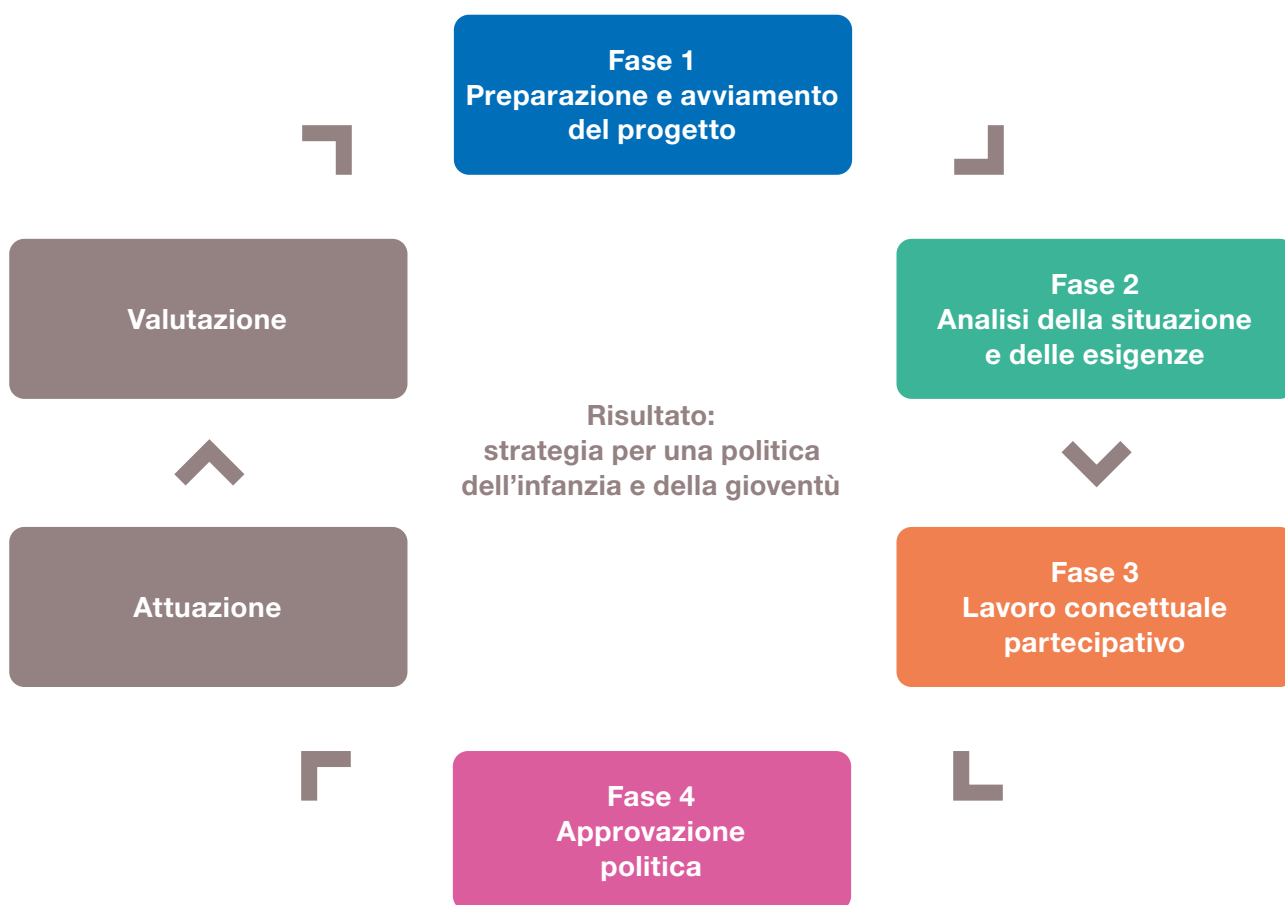 Fase 1
Preparazione e avviamento
del progetto
Valutazione
Fase 2
Analisi della situazione
e delle esigenze
Risultato:
strategia per una politica
dell’infanzia e della gioventù
Attuazione
Fase 3
Lavoro concettuale
partecipativo
Fase 4
Approvazione
politica